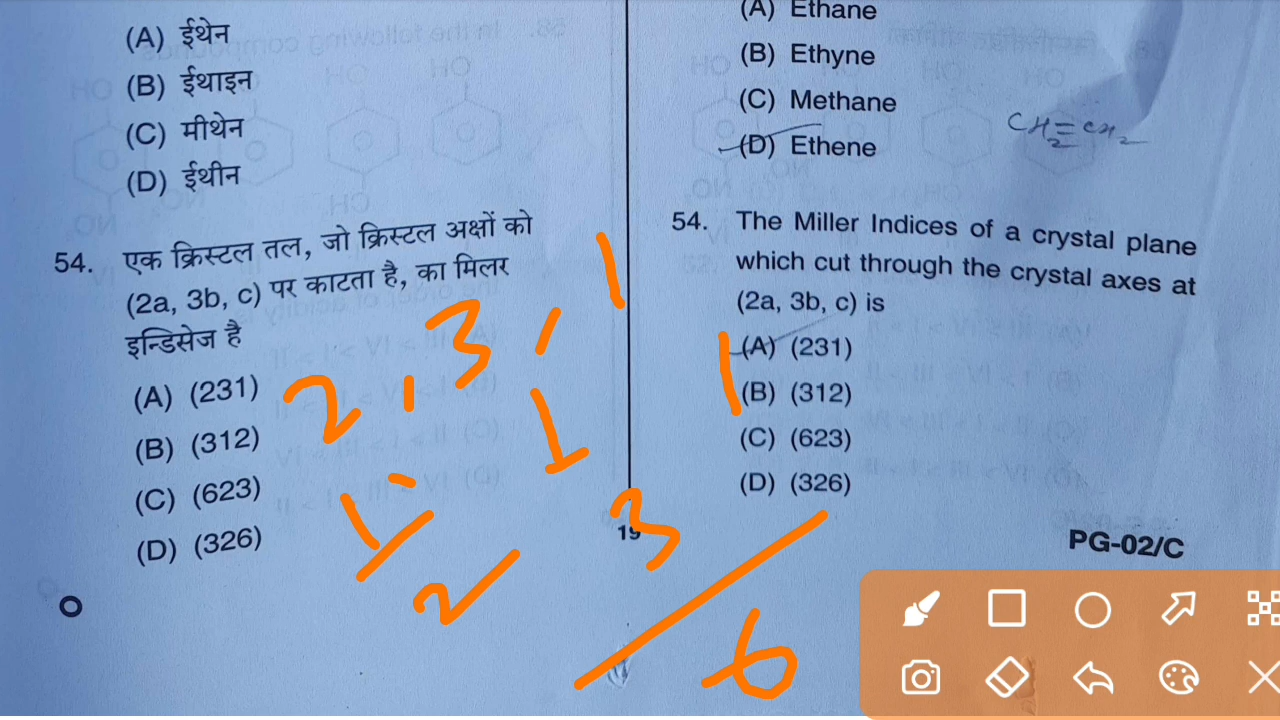 (A) ईथेन
(B) ईथाइन
(C) मीथेन
(D) ईथीन
54. एक क्रिस्टल तल, जो क्रिस्टल अक्षों को
(2a, 3b, c) पर काटता है, का मिलर
इन्डिसेज है
(A) (231)
(B) (312)
(C) (623)
(D) (326)
(A) Ethane
(B) Ethyne
(C) Methane
(D) Ethene
CH₂=CH₂
54. The Miller Indices of a crystal plane
which cut through the crystal axes at
(2a, 3b, c) is
(A) (231)
(B) (312)
(C) (623)
(D) (326)
19
PG-02/C
2, 3, 1
1
2
3
6